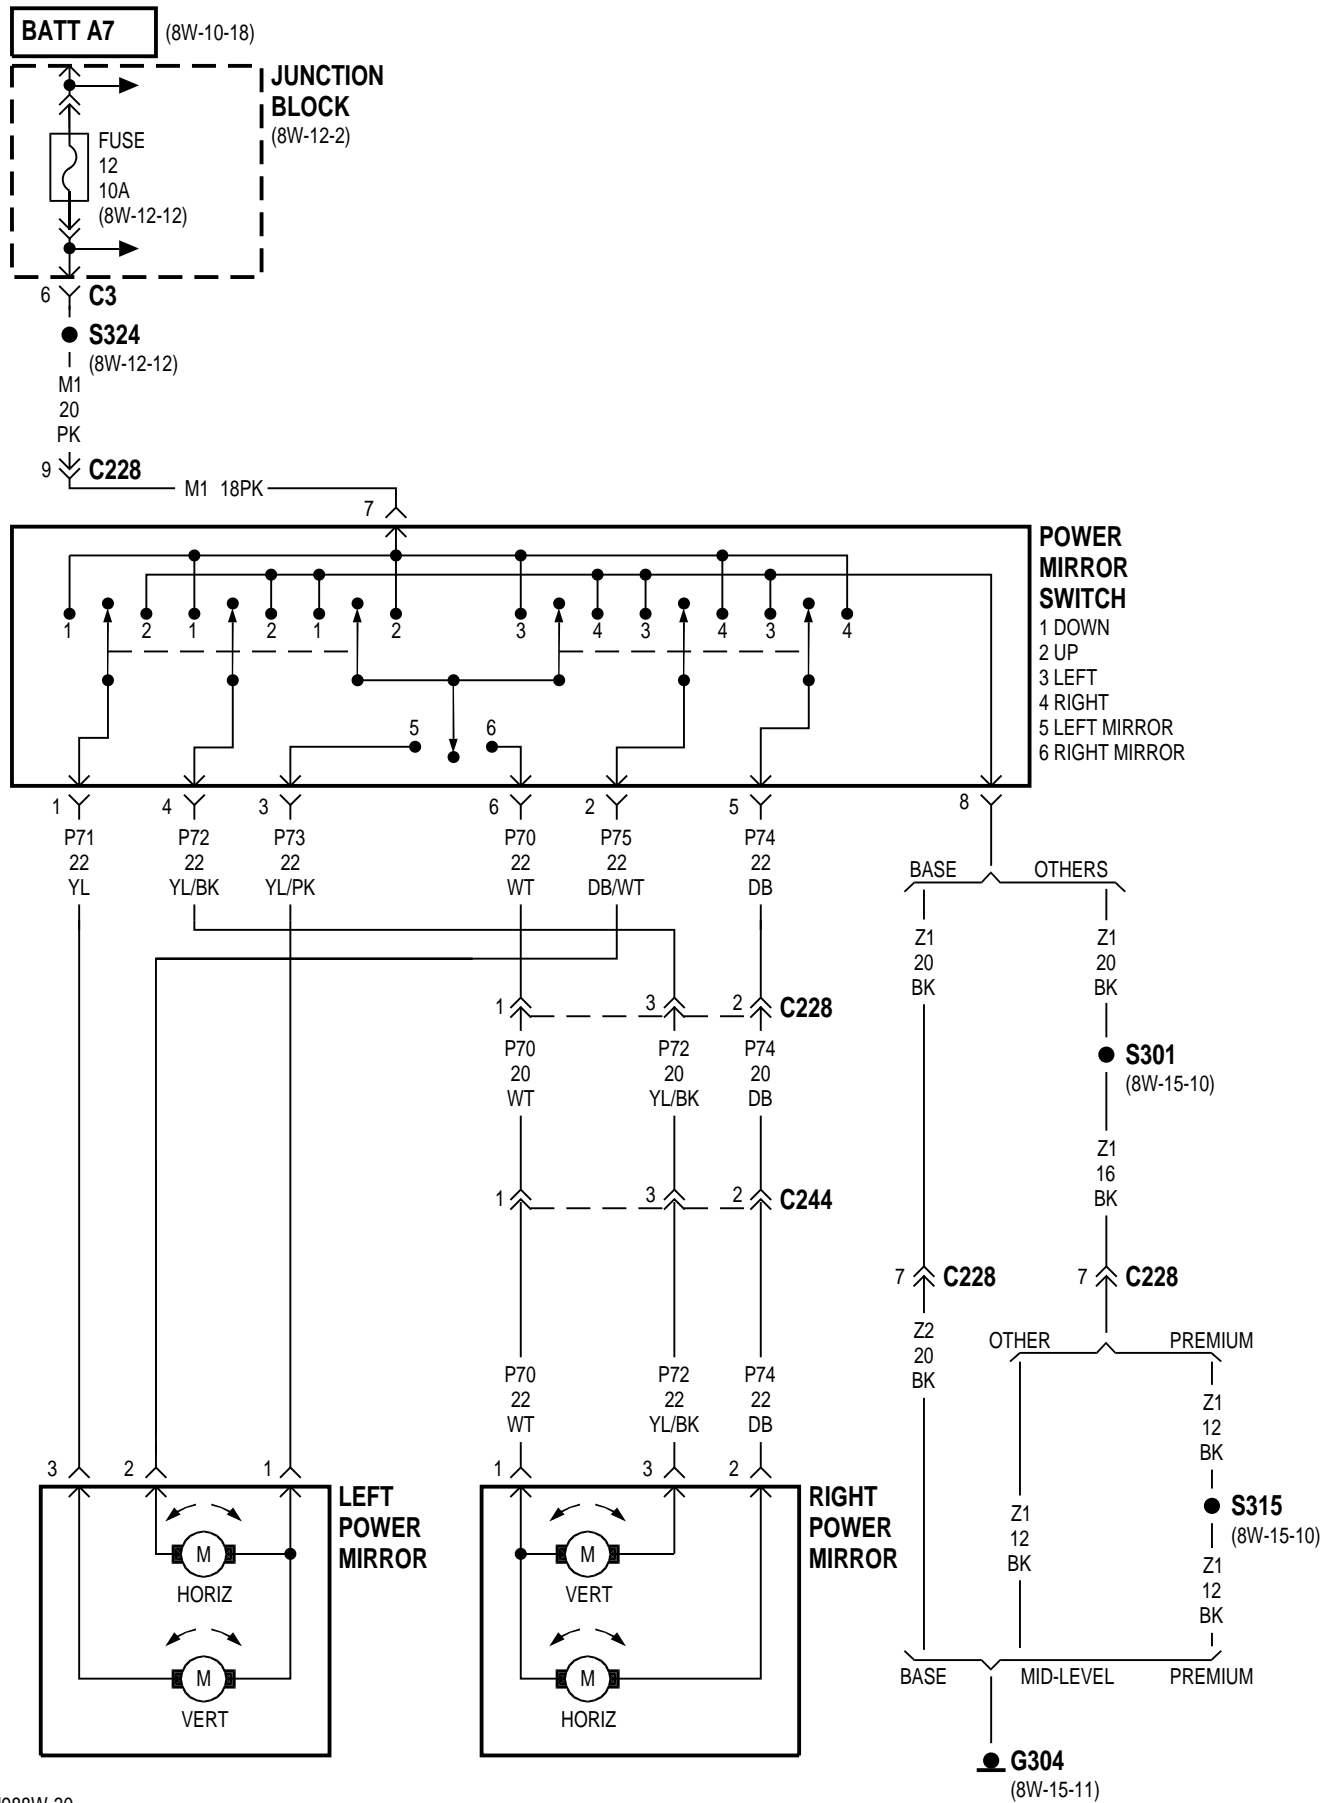 BATT A7 (8W-10-18)
JUNCTION
BLOCK
(8W-12-2)
FUSE
12
10A
(8W-12-12)
6 C3
S324
(8W-12-12)
M1
20
PK
9 C228
M1 18PK
7
POWER
MIRROR
SWITCH
1 DOWN
2 UP
3 LEFT
4 RIGHT
5 LEFT MIRROR
6 RIGHT MIRROR
1 2 1 2 1 2 3 4 3 4 3 4
5 6
1 4 3 6 2 5 8
P71 P72 P73 P70 P75 P74
22 22 22 22 22 22
YL YL/BK YL/PK WT DB/WT DB
BASE OTHERS
Z1 Z1
20 20
BK BK
1 3 2 C228
P70 P72 P74
20 20 20
WT YL/BK DB
S301
(8W-15-10)
Z1
16
BK
1 3 2 C244
7 C228 7 C228
Z2
20
BK
OTHER PREMIUM
P70 P72 P74
22 22 22
WT YL/BK DB
Z1
12
BK
3 2 1 1 3 2
LEFT
POWER
MIRROR
RIGHT
POWER
MIRROR
S315
(8W-15-10)
Z1
12
BK
Z1
12
BK
M M
HORIZ VERT
M M
VERT HORIZ
BASE MID-LEVEL PREMIUM
G304
(8W-15-11)